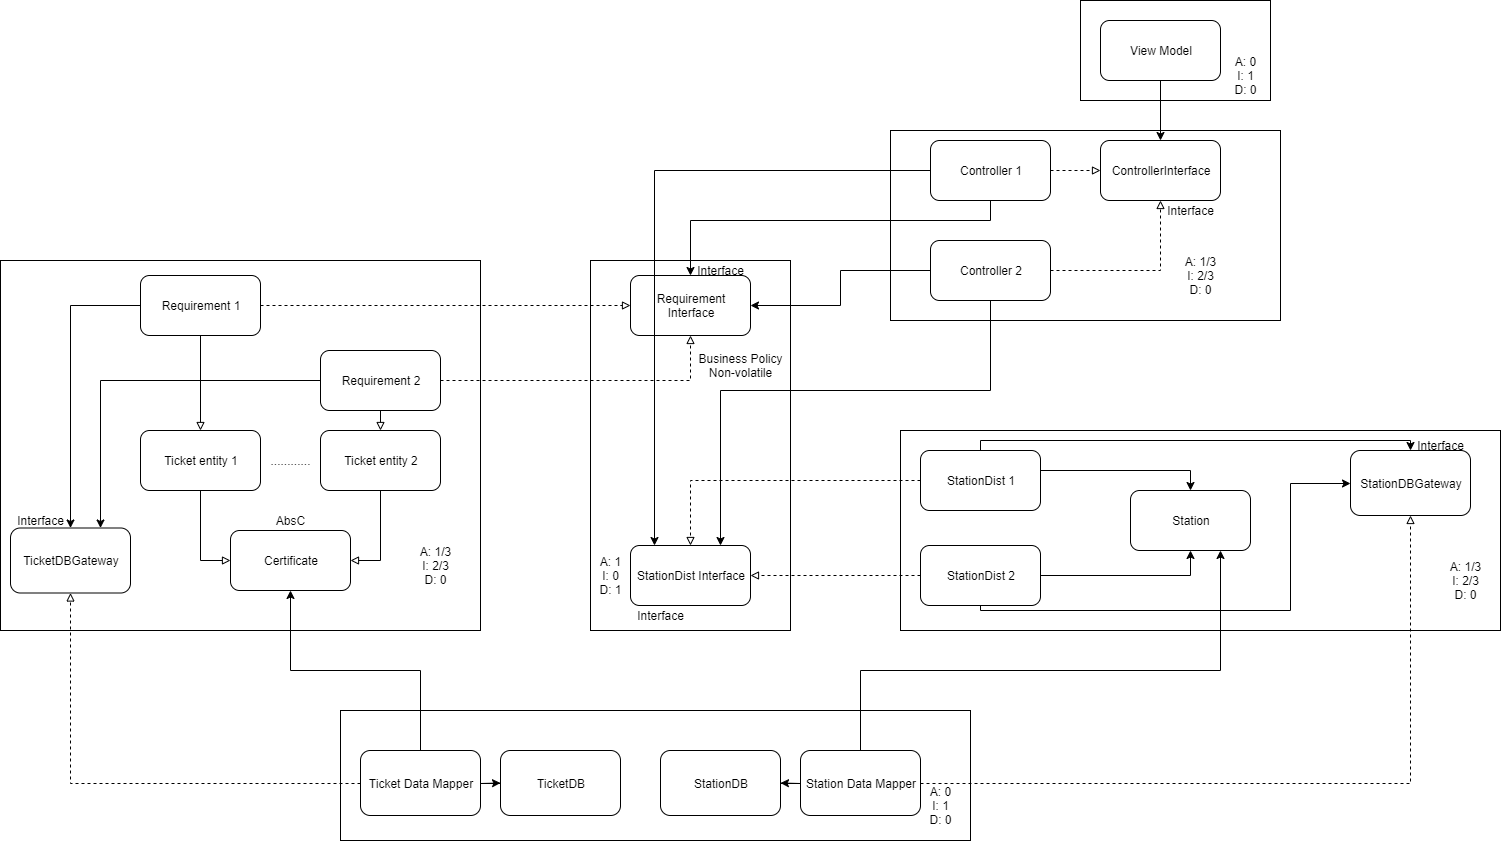 View Model
A: 0
I: 1
D: 0
Controller 1
ControllerInterface
Interface
Controller 2
A: 1/3
I: 2/3
D: 0
Requirement 1
Requirement 2
Ticket entity 1
............
Ticket entity 2
Interface
TicketDBGateway
AbsC
Certificate
A: 1/3
I: 2/3
D: 0
Interface
Requirement
Interface
Business Policy
Non-volatile
A: 1
I: 0
D: 1
StationDist Interface
Interface
StationDist 1
StationDist 2
Station
Interface
StationDBGateway
A: 1/3
I: 2/3
D: 0
Ticket Data Mapper
TicketDB
StationDB
Station Data Mapper
A: 0
I: 1
D: 0